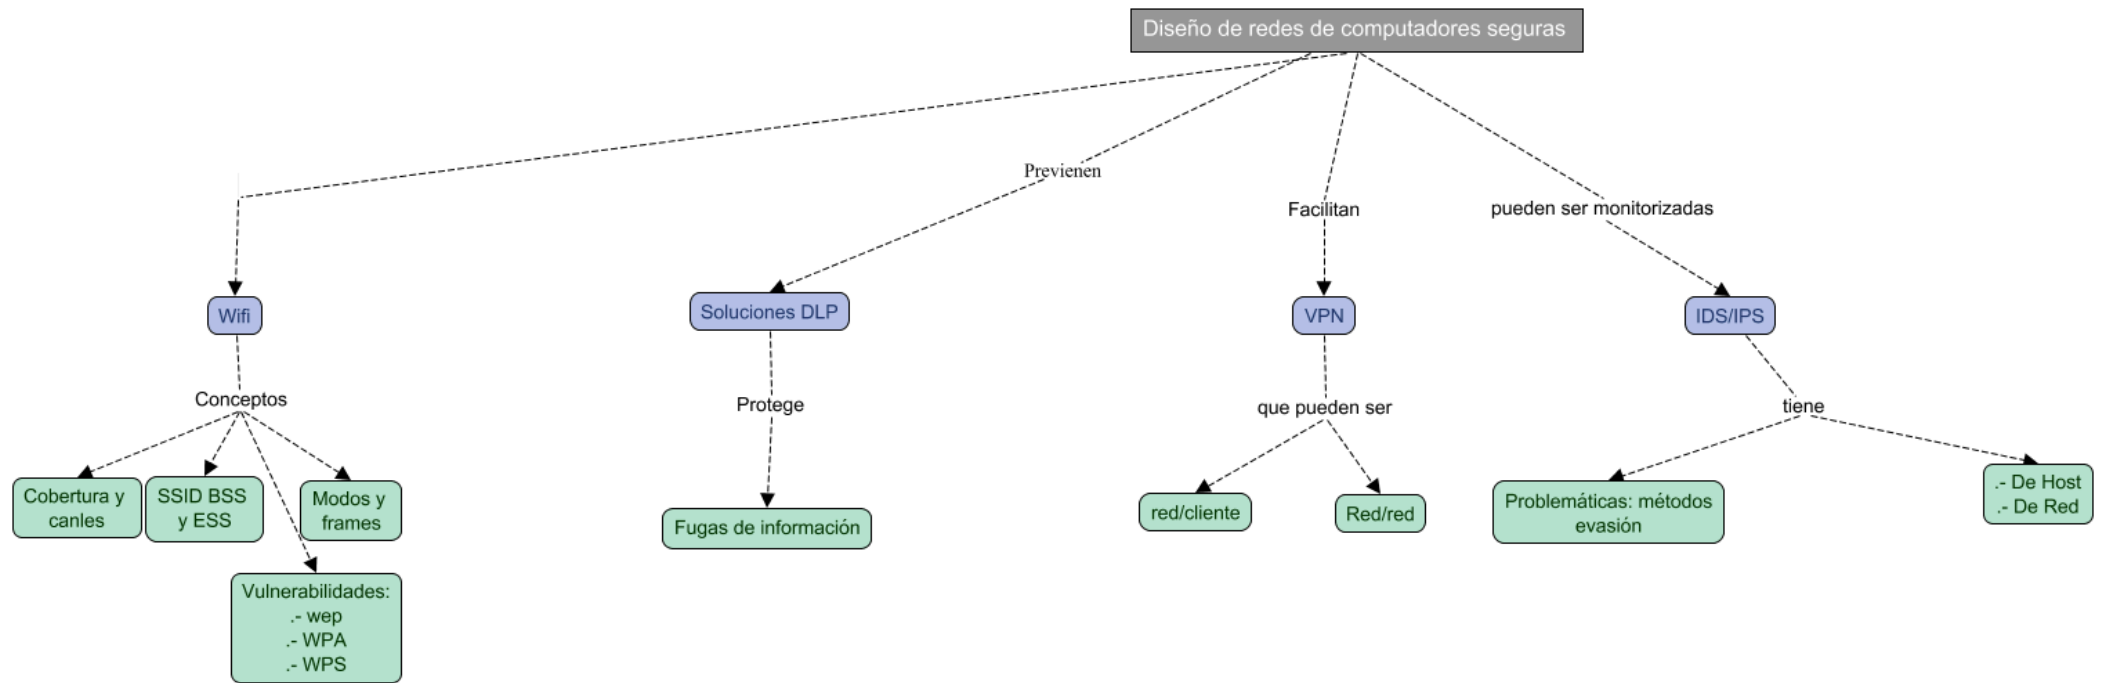 Diseño de redes de computadores seguras
Previenen
Facilitan
pueden ser monitorizadas
Wifi
Soluciones DLP
VPN
IDS/IPS
Conceptos
Protege
que pueden ser
tiene
Cobertura y
canles
SSID BSS
y ESS
Modos y
frames
Vulnerabilidades:
.- wep
.- WPA
.- WPS
Fugas de información
red/cliente
Red/red
Problemáticas: métodos
evasión
.- De Host
.- De Red